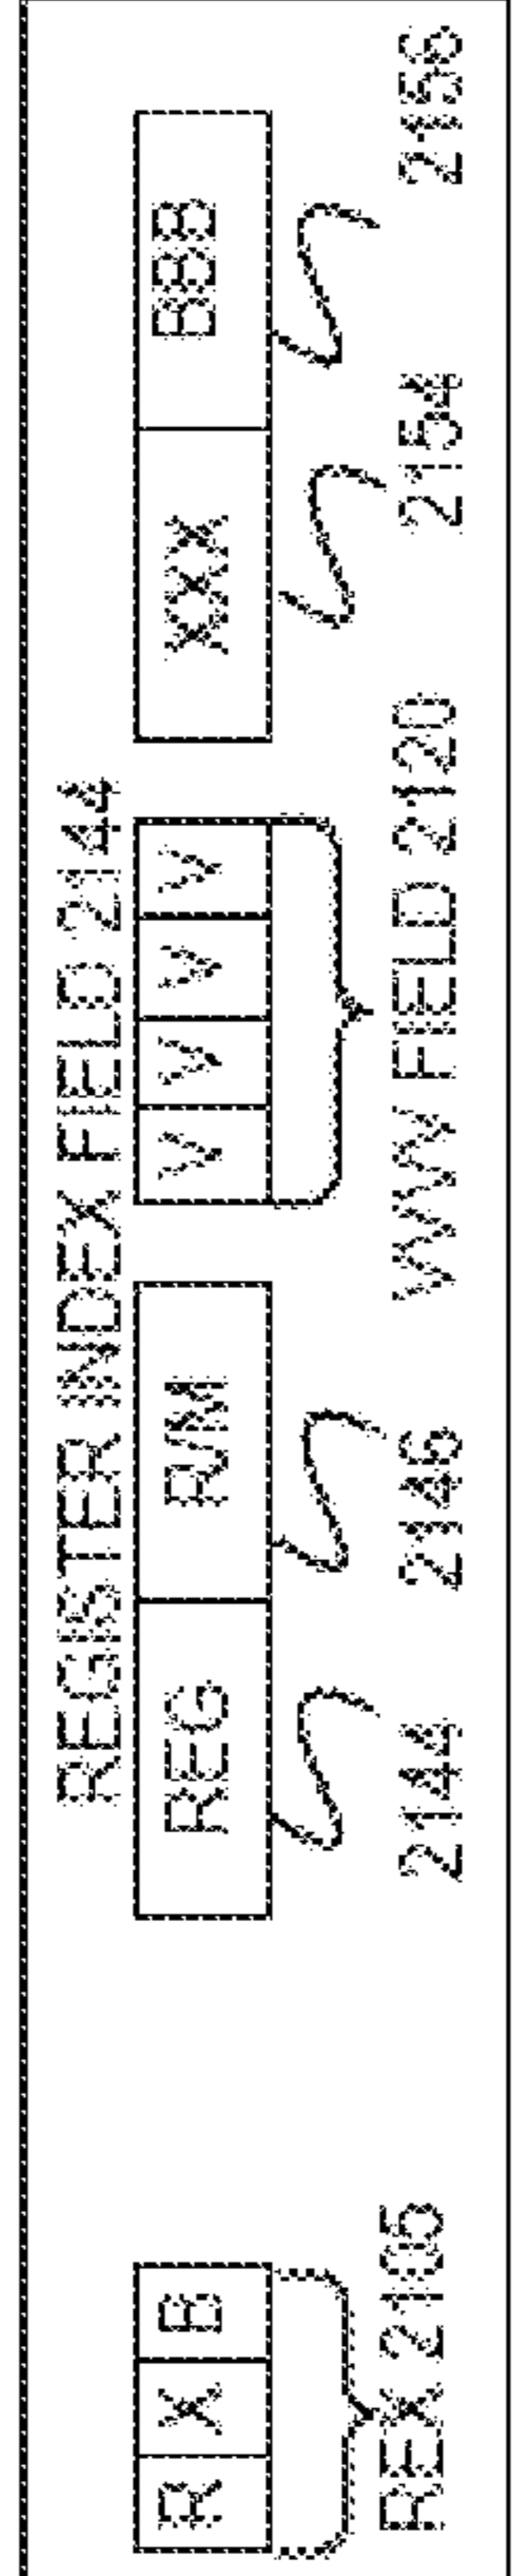 REGISTER INDEX FIELD 2144
R X B REG R/M V V V V XXX BBB
REX 2105 2144 2146 VVVV FIELD 2120 2154 2156